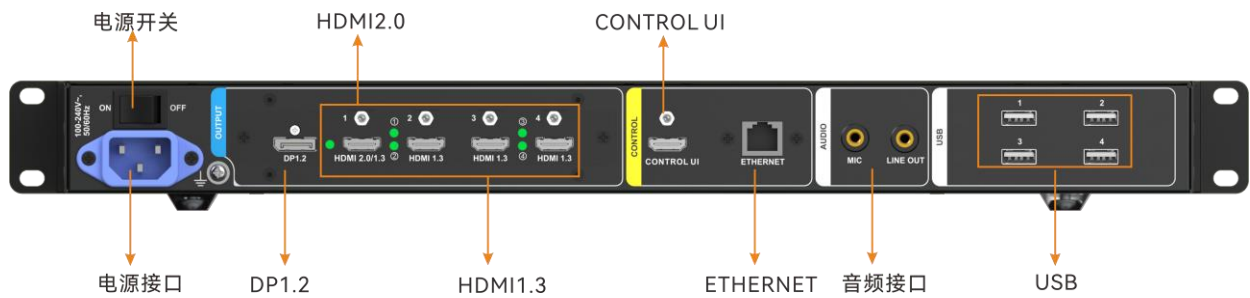 电源开关
HDMI2.0
CONTROL UI
ON
OFF
100-240V~,
50/60Hz
OUTPUT
1
2
3
4
①
②
③
④
DP1.2
HDMI 2.0/1.3
HDMI 1.3
HDMI 1.3
HDMI 1.3
CONTROL
CONTROL UI
ETHERNET
AUDIO
MIC
LINE OUT
USB
1
2
3
4
电源接口
DP1.2
HDMI1.3
ETHERNET
音频接口
USB